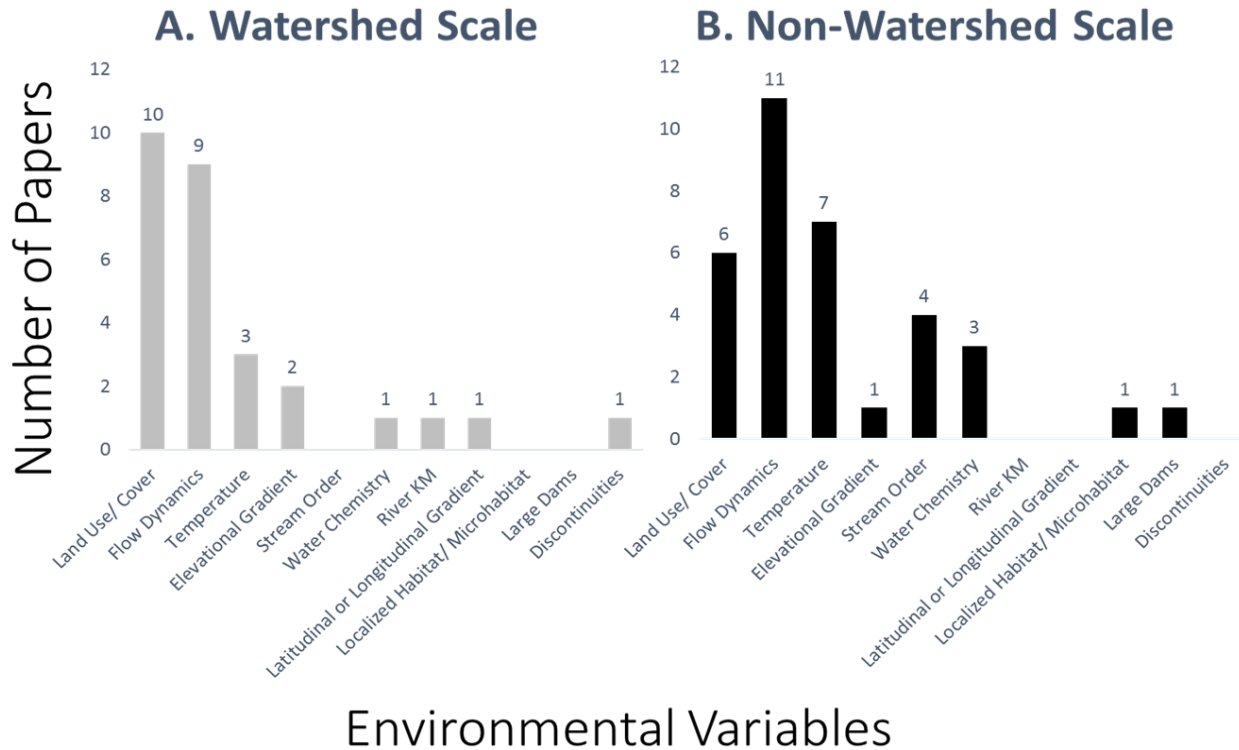 A. Watershed Scale
B. Non-Watershed Scale
Number of Papers
12
10
8
6
4
2
0
10
9
3
2
1
1
1
1
Land Use/ Cover
Flow Dynamics
Temperature
Elevational Gradient
Stream Order
Water Chemistry
River KM
Latitudinal or Longitudinal Gradient
Localized Habitat/ Microhabitat
Large Dams
Discontinuities
12
10
8
6
4
2
0
6
11
7
1
4
3
1
1
Land Use/ Cover
Flow Dynamics
Temperature
Elevational Gradient
Stream Order
Water Chemistry
River KM
Latitudinal or Longitudinal Gradient
Localized Habitat/ Microhabitat
Large Dams
Discontinuities
Environmental Variables